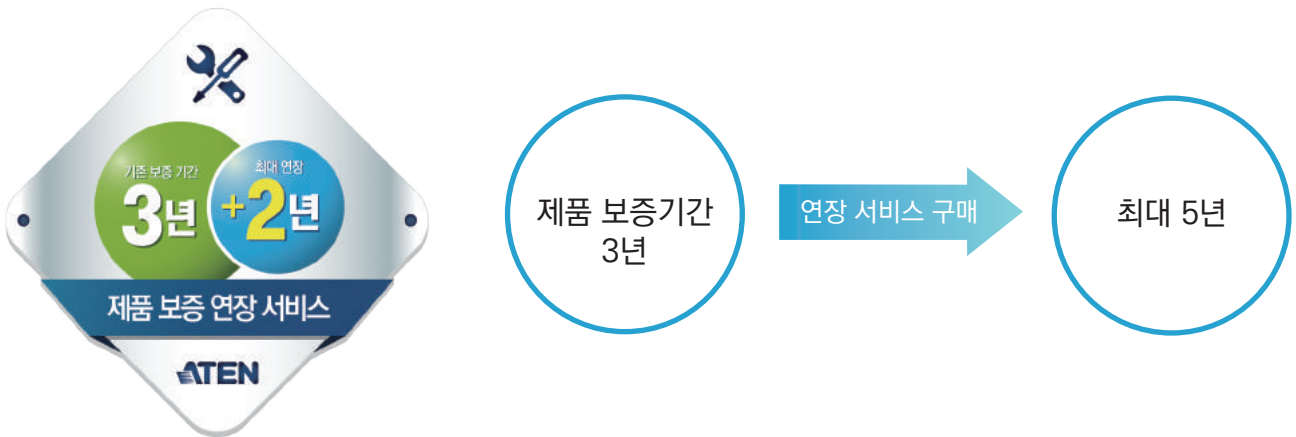 기존 보증 기간
3년
최대 연장
+2년
제품 보증 연장 서비스
ATEN
제품 보증기간
3년
연장 서비스 구매
최대 5년